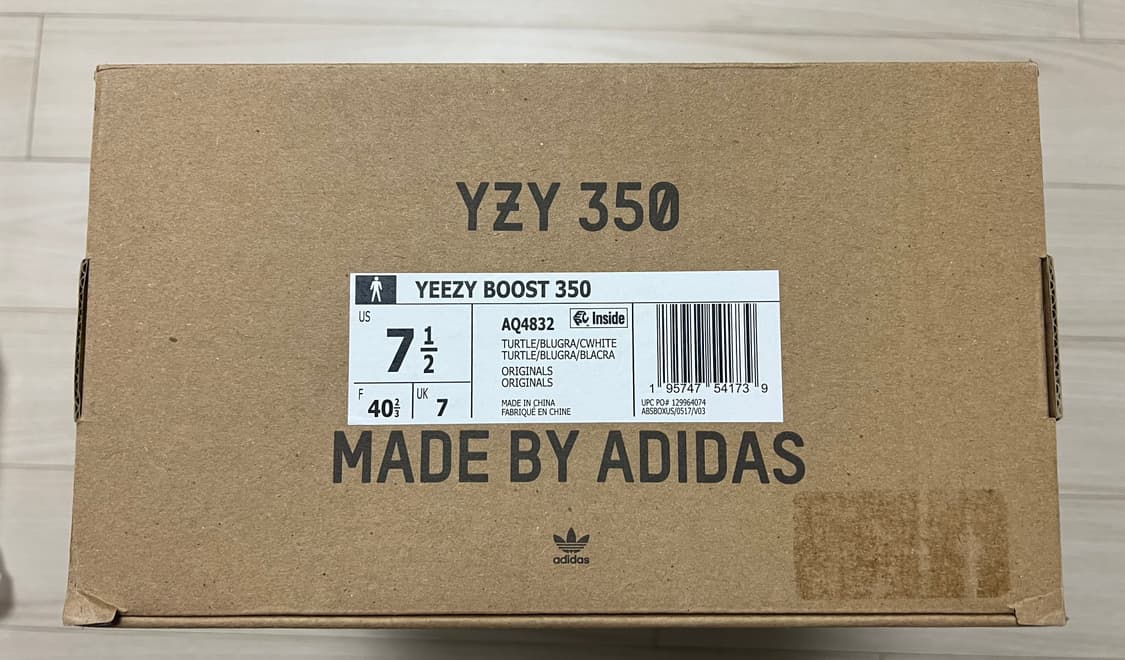 YZY 350
YEEZY BOOST 350
US
7 1/2
F
40 2/3
UK
7
AQ4832
Inside
TURTLE/BLUGRA/CWHITE
TURTLE/BLUGRA/BLACRA
ORIGINALS
ORIGINALS
MADE IN CHINA
FABRIQUÉ EN CHINE
1 95747 54173 9
UPC PO# 129964074
ABSBOXUS/0517/V03
MADE BY ADIDAS
adidas